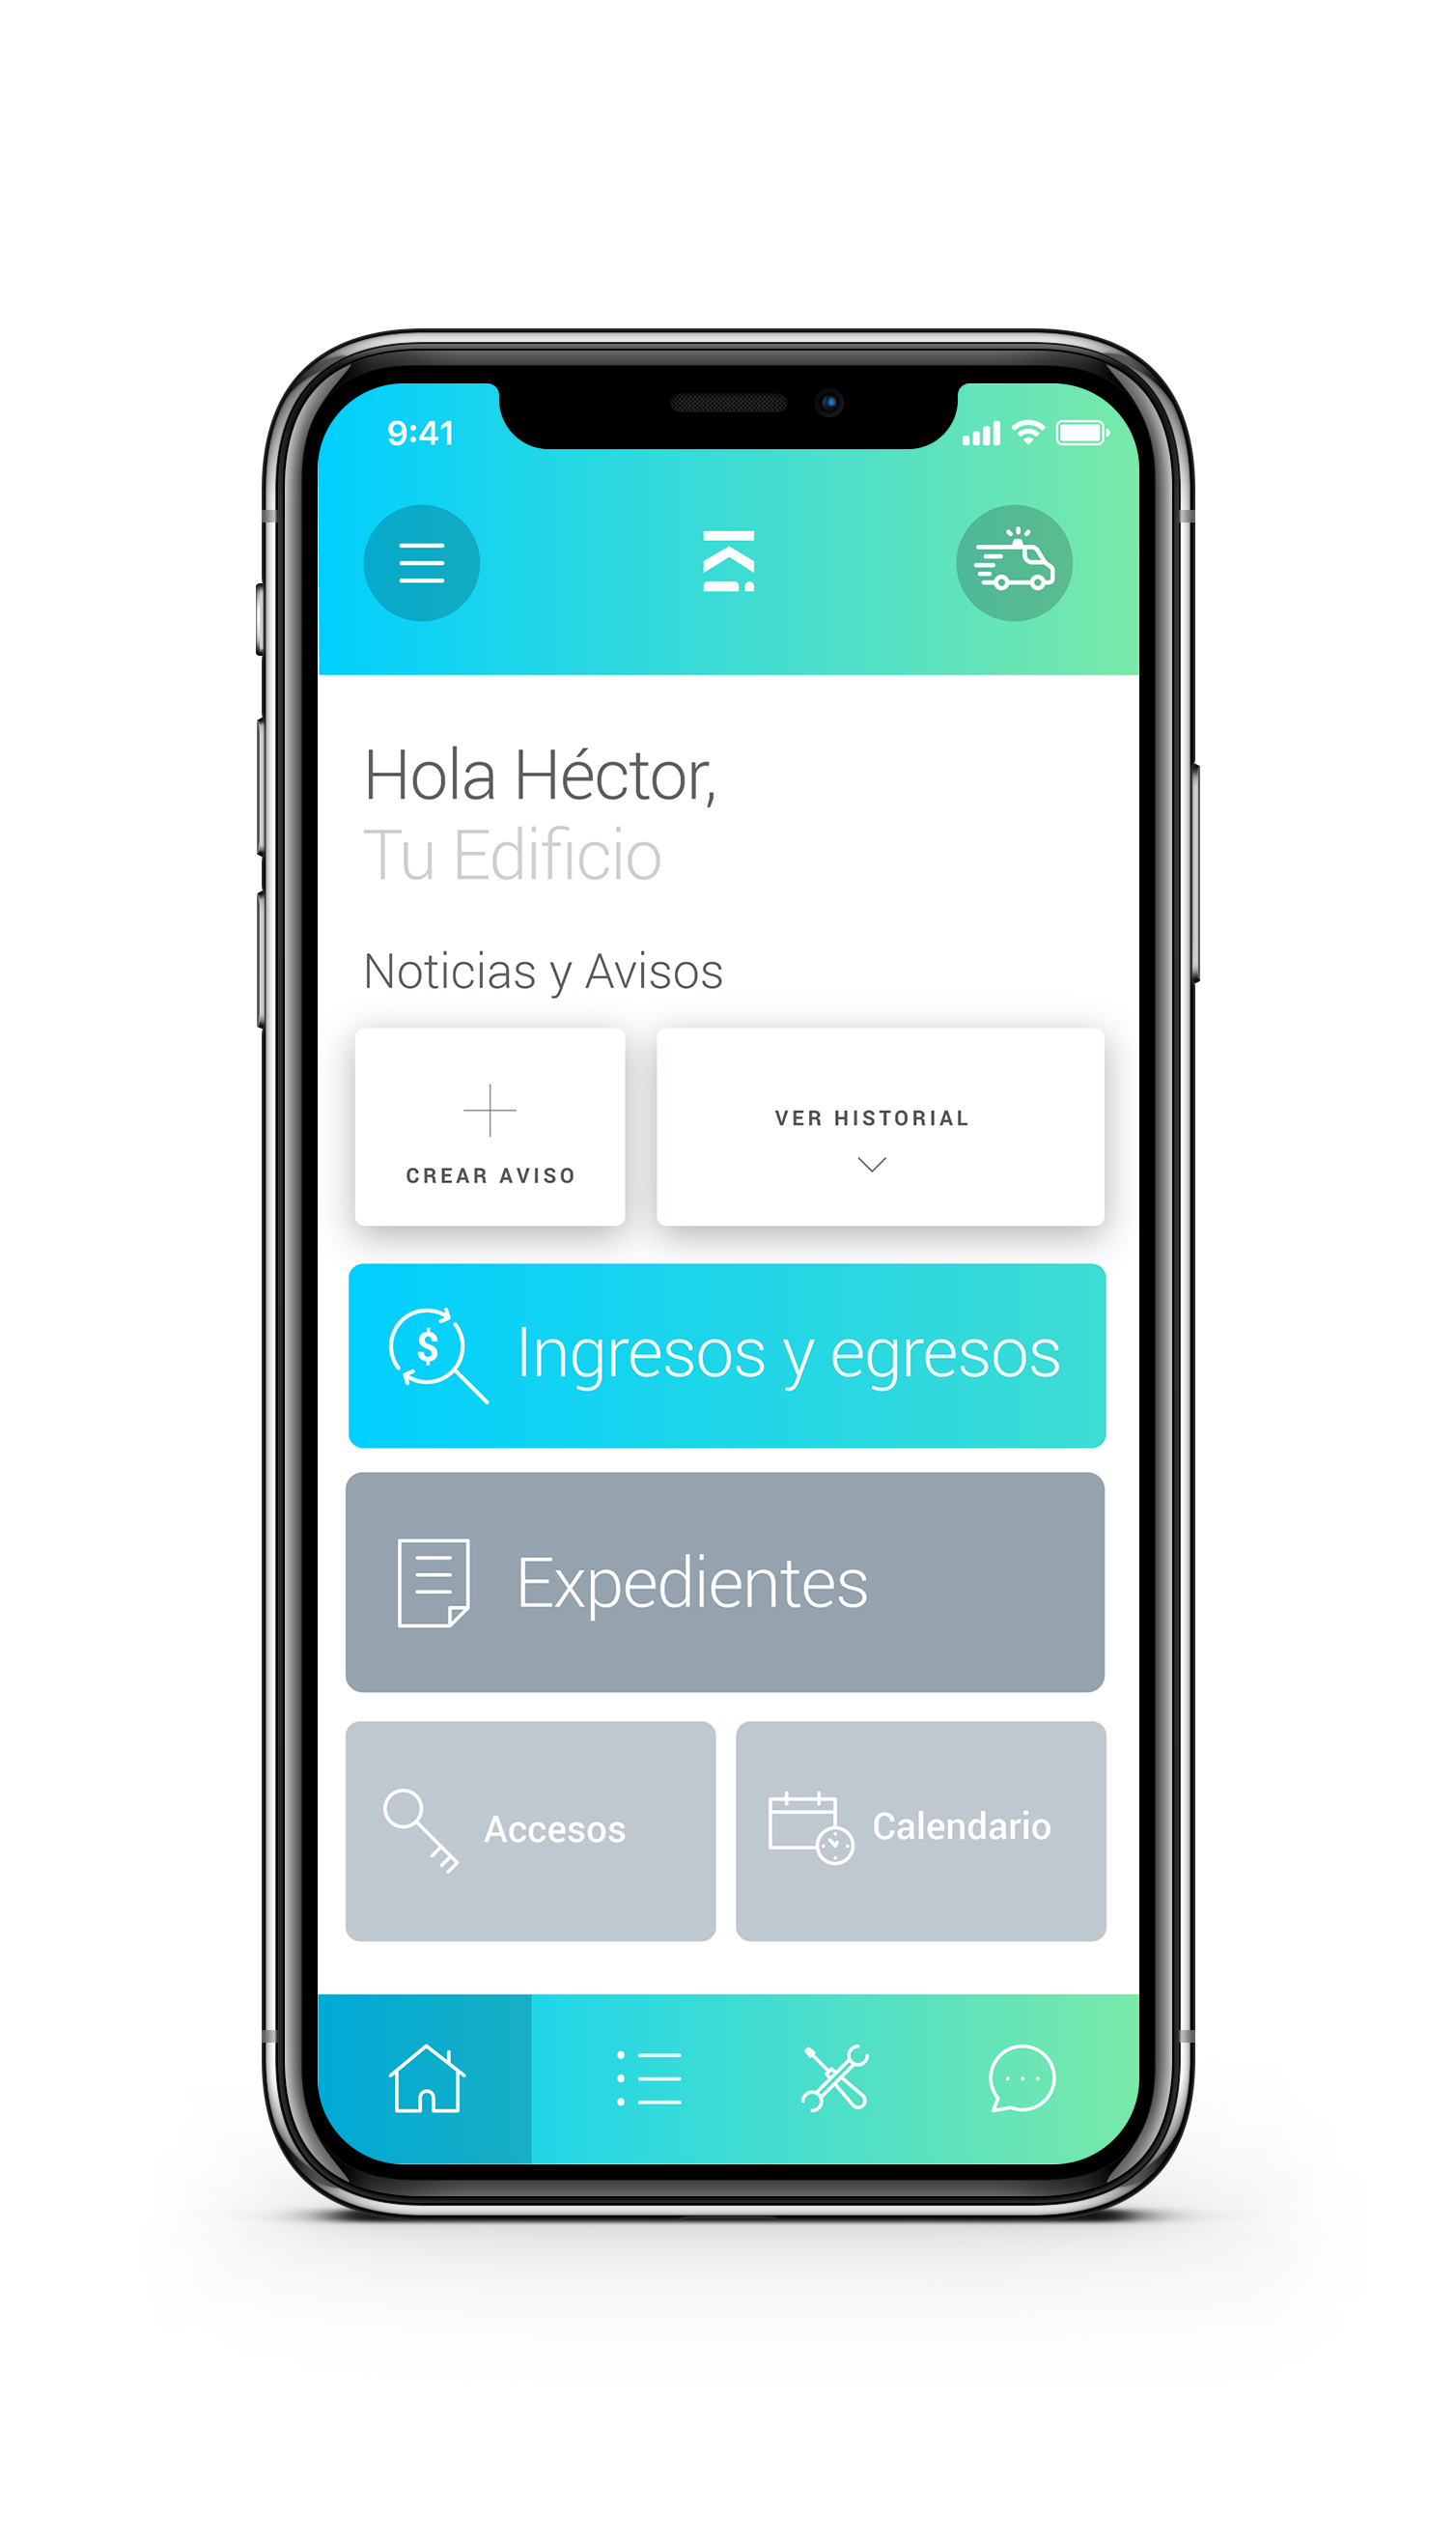 9:41
Hola Héctor,
Tu Edificio
Noticias y Avisos
CREAR AVISO
VER HISTORIAL
$
Ingresos y egresos
Expedientes
Accesos
Calendario